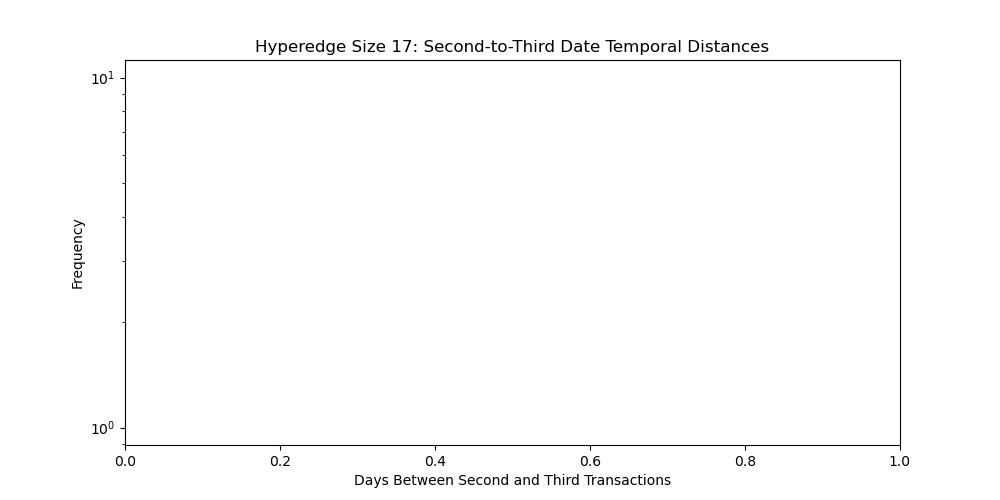 Hyperedge Size 17: Second-to-Third Date Temporal Distances
10¹
10⁰
Frequency
0.0 0.2 0.4 0.6 0.8 1.0
Days Between Second and Third Transactions